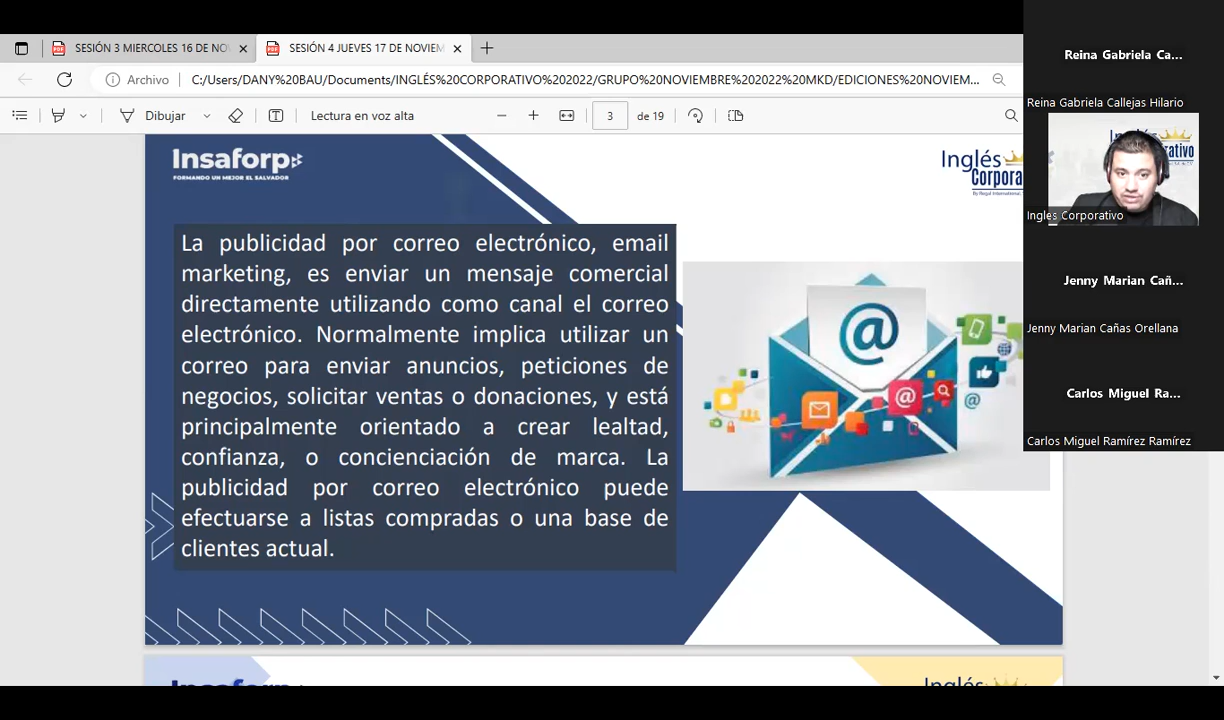 SESIÓN 3 MIERCOLES 16 DE NO
SESIÓN 4 JUEVES 17 DE NOVIEM
Archivo
C:/Users/DANY%20BAU/Documents/INGLÉS%20CORPORATIVO%202022/GRUPO%20NOVIEMBRE%202022%20MKD/EDICIONES%20NOVIEM...
Dibujar
Lectura en voz alta
3
de 19
Insaforp
FORMANDO UN MEJOR EL SALVADOR
Inglés
Corpora
La publicidad por correo electrónico, email
marketing, es enviar un mensaje comercial
directamente utilizando como canal el correo
electrónico. Normalmente implica utilizar un
correo para enviar anuncios, peticiones de
negocios, solicitar ventas o donaciones, y está
principalmente orientado a crear lealtad,
confianza, o concienciación de marca. La
publicidad por correo electrónico puede
efectuarse a listas compradas o una base de
clientes actual.
@
@
@
Reina Gabriela Ca...
Reina Gabriela Callejas Hilario
Inglés Corporativo
Jenny Marian Cañ...
Jenny Marian Cañas Orellana
Carlos Miguel Ra...
Carlos Miguel Ramírez Ramírez